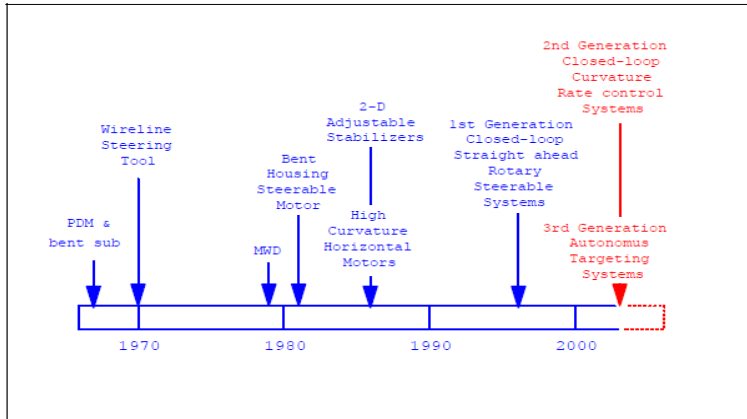 PDM &
bent sub
Wireline
Steering
Tool
MWD
Bent
Housing
Steerable
Motor
2-D
Adjustable
Stabilizers
High
Curvature
Horizontal
Motors
1st Generation
Closed-loop
Straight ahead
Rotary
Steerable
Systems
2nd Generation
Closed-loop
Curvature
Rate control
Systems
3rd Generation
Autonomus
Targeting
Systems
1970
1980
1990
2000